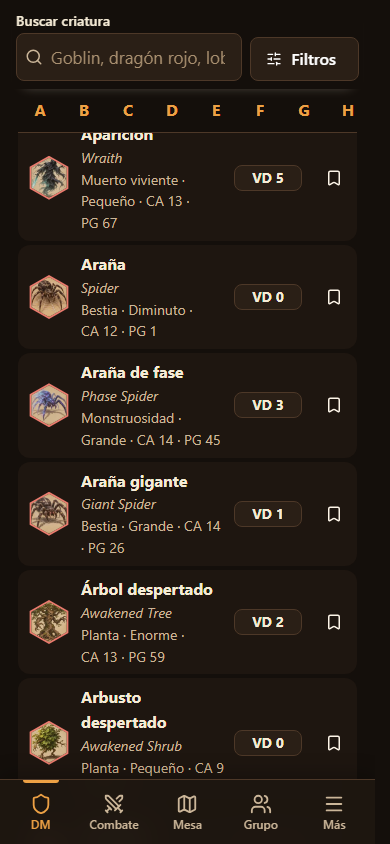 Buscar criatura
Goblin, dragón rojo, lob
Filtros
A B C D E F G H
Aparición
Wraith
Muerto viviente ·
Pequeño · CA 13 ·
PG 67
VD 5
Araña
Spider
Bestia · Diminuto ·
CA 12 · PG 1
VD 0
Araña de fase
Phase Spider
Monstruosidad ·
Grande · CA 14 · PG 45
VD 3
Araña gigante
Giant Spider
Bestia · Grande · CA 14
· PG 26
VD 1
Árbol despertado
Awakened Tree
Planta · Enorme ·
CA 13 · PG 59
VD 2
Arbusto
despertado
Awakened Shrub
Planta · Pequeño · CA 9
VD 0
DM
Combate
Mesa
Grupo
Más